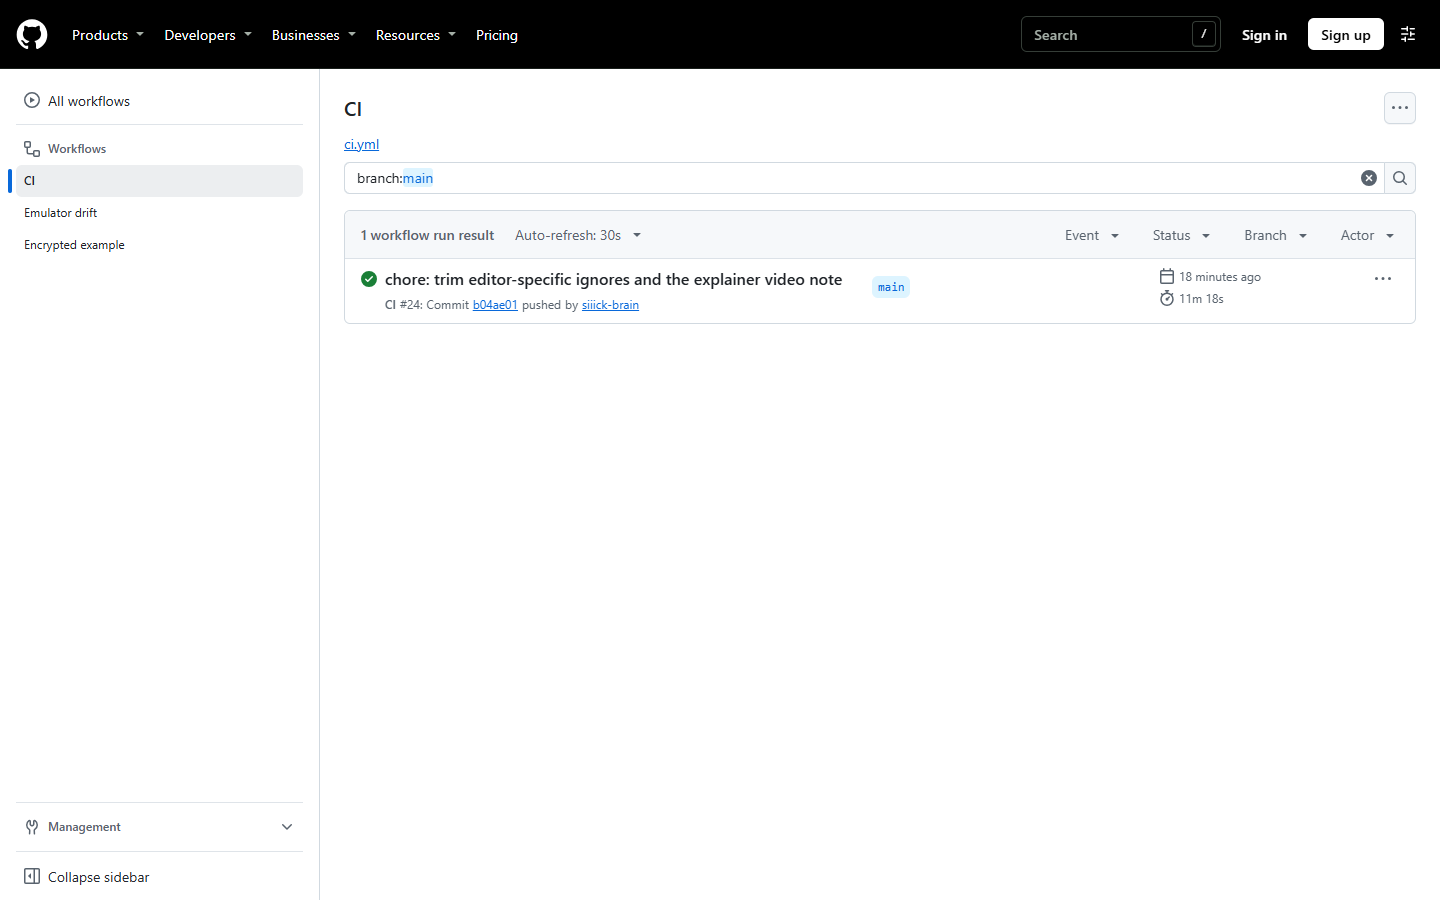 Products Developers Businesses Resources Pricing Search / Sign in Sign up
All workflows
Workflows
CI
Emulator drift
Encrypted example
Management
Collapse sidebar
CI
ci.yml
branch:main
1 workflow run result Auto-refresh: 30s Event Status Branch Actor
chore: trim editor-specific ignores and the explainer video note main 18 minutes ago
CI #24: Commit b04ae01 pushed by siiick-brain 11m 18s